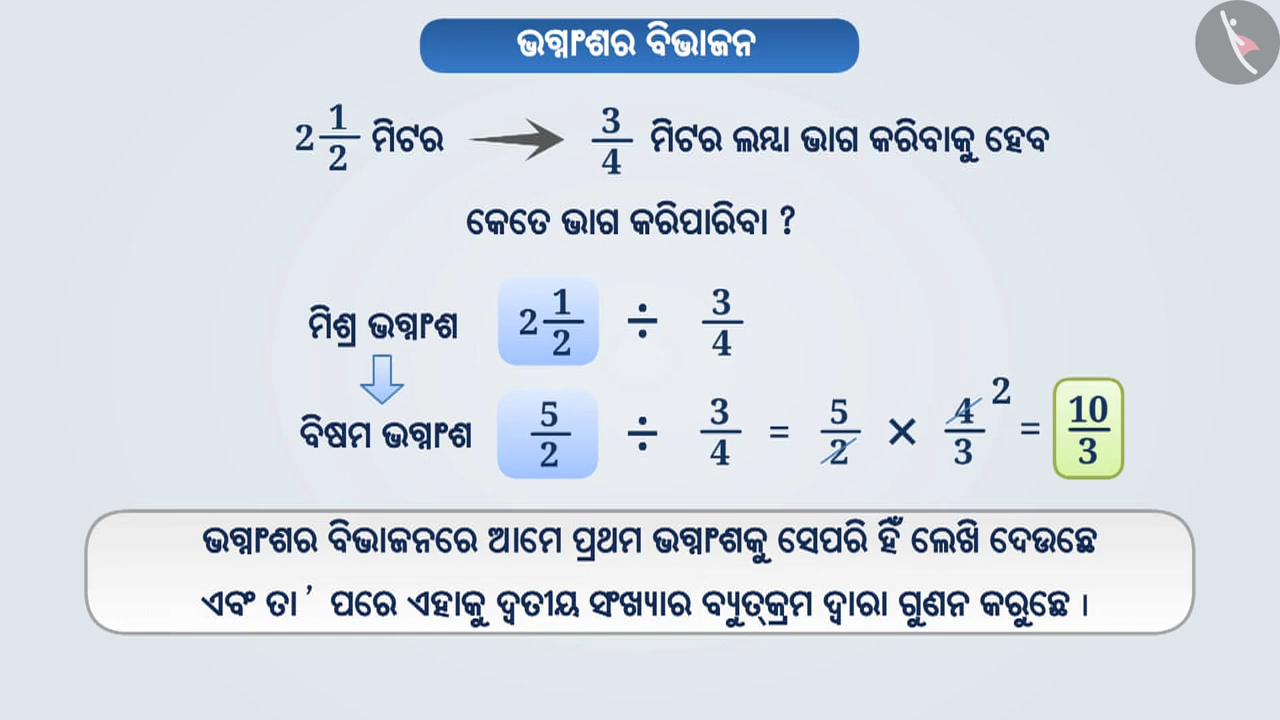 ଭଗ୍ନାଂଶର ବିଭାଜନ
2 1/2 ମିଟର → 3/4 ମିଟର ଲମ୍ୱା ଭାଗ କରିବାକୁ ହେବ
କେତେ ଭାଗ କରିପାରିବା ?
ମିଶ୍ର ଭଗ୍ନାଂଶ 2 1/2 ÷ 3/4
ବିଷମ ଭଗ୍ନାଂଶ 5/2 ÷ 3/4 = 5/2 × 4/3 2 = 10/3
ଭଗ୍ନାଂଶର ବିଭାଜନରେ ଆମେ ପ୍ରଥମ ଭଗ୍ନାଂଶକୁ ସେପରି ହିଁ ଲେଖି ଦେଉଛେ
ଏବଂ ତା’ ପରେ ଏହାକୁ ଦ୍ୱତୀୟ ସଂଖ୍ୟାର ବ୍ୟୁତ୍କ୍ରମ ଦ୍ୱାରା ଗୁଣନ କରୁଛେ ।